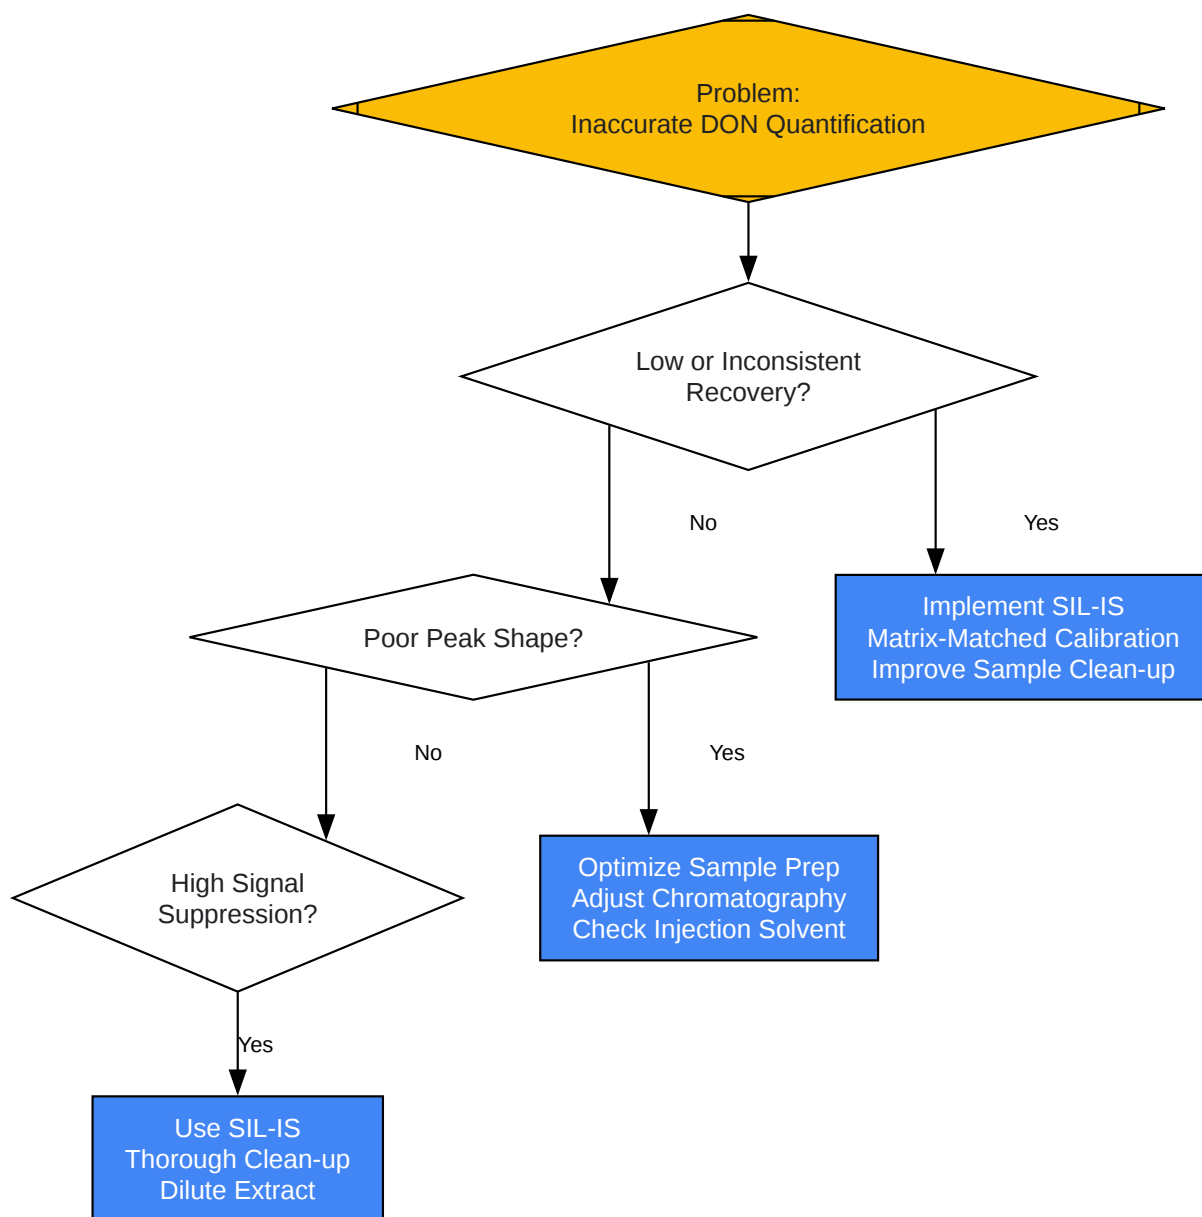 Problem:
Inaccurate DON Quantification
Low or Inconsistent
Recovery?
No
Yes
Implement SIL-IS
Matrix-Matched Calibration
Improve Sample Clean-up
Poor Peak Shape?
No
Yes
Optimize Sample Prep
Adjust Chromatography
Check Injection Solvent
High Signal
Suppression?
Yes
Use SIL-IS
Thorough Clean-up
Dilute Extract